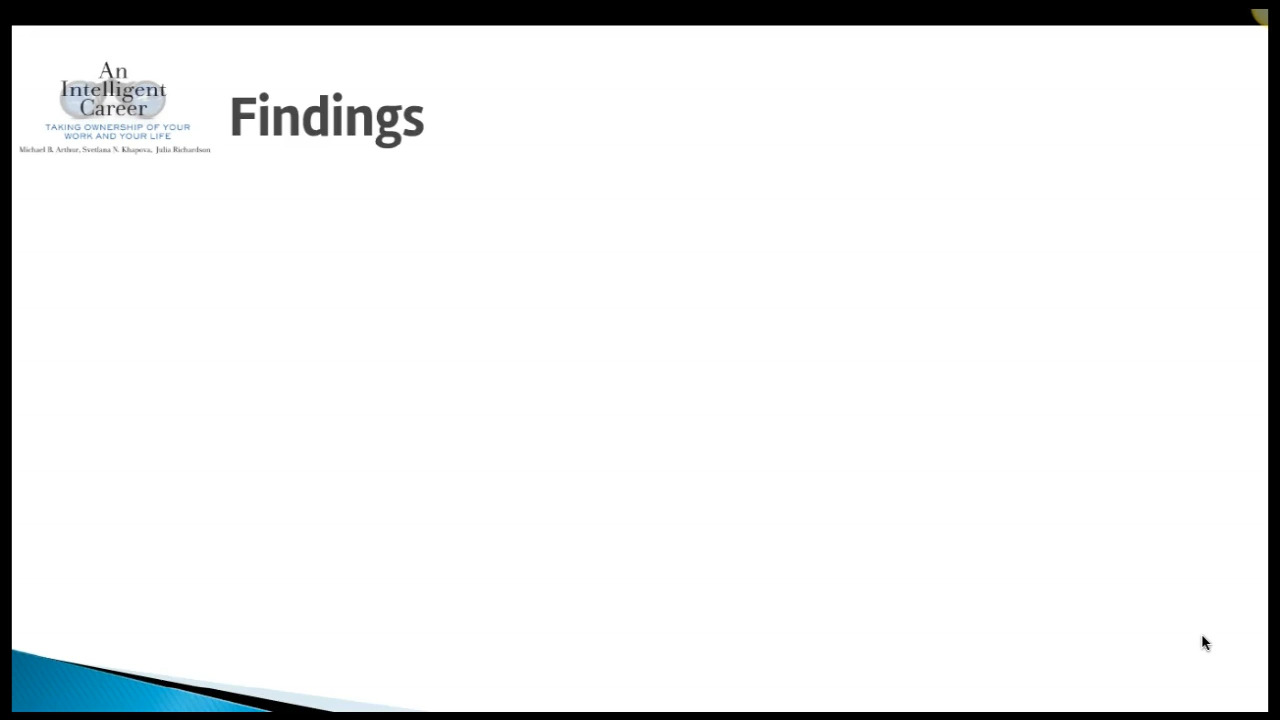 An
Intelligent
Career
TAKING OWNERSHIP OF YOUR
WORK AND YOUR LIFE
Michael B. Arthur, Svetlana N. Khapova, Julia Richardson
Findings